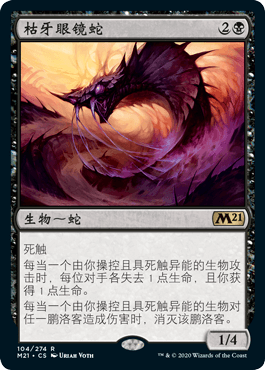 枯牙眼镜蛇 2
生物～蛇 M21
死触
每当一个由你操控且具死触异能的生物攻
击时，每位对手各失去1点生命，且你获
得1点生命。
每当一个由你操控且具死触异能的生物对
任一鹏洛客造成伤害时，消灭该鹏洛客。
1/4
104/274 R
M21 • CS URIAH VOTH
™ & © 2020 Wizards of the Coast